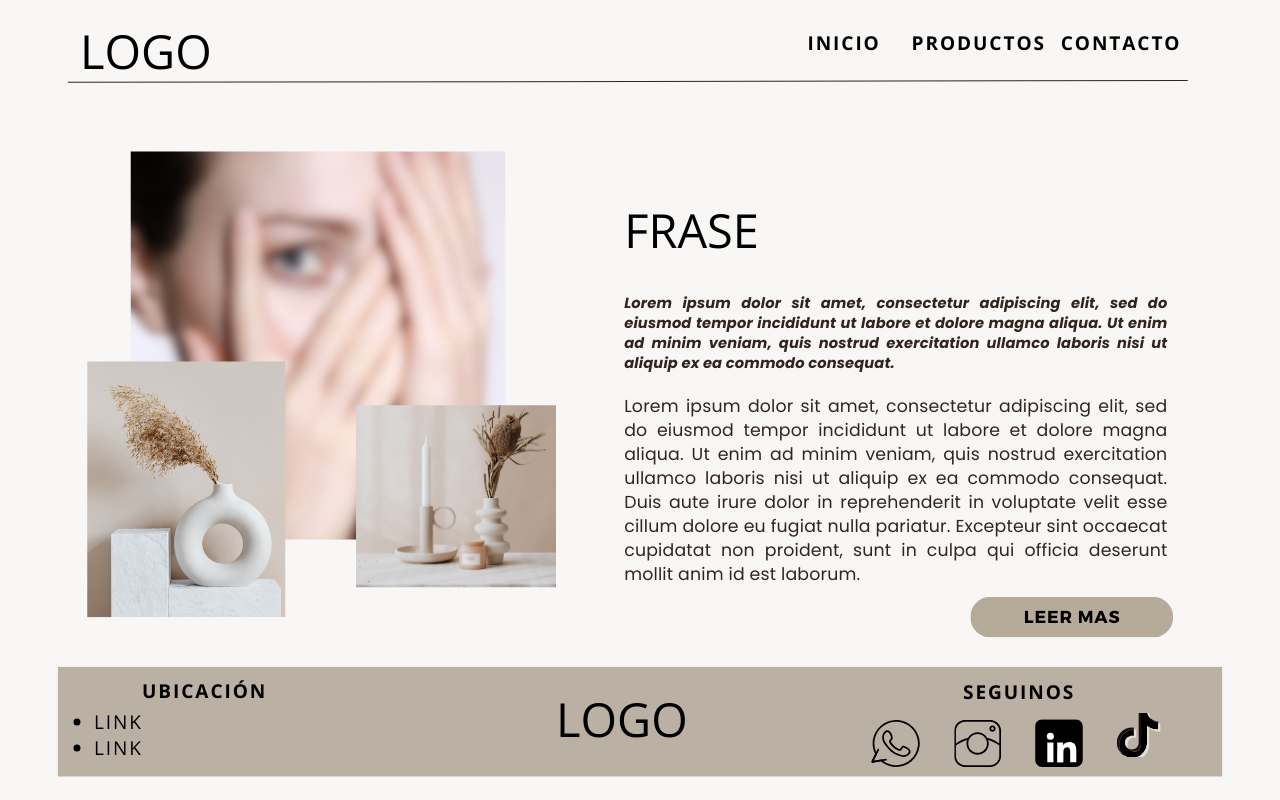 LOGO
INICIO PRODUCTOS CONTACTO
FRASE
Lorem ipsum dolor sit amet, consectetur adipiscing elit, sed do
eiusmod tempor incididunt ut labore et dolore magna aliqua. Ut enim
ad minim veniam, quis nostrud exercitation ullamco laboris nisi ut
aliquip ex ea commodo consequat.
Lorem ipsum dolor sit amet, consectetur adipiscing elit, sed
do eiusmod tempor incididunt ut labore et dolore magna
aliqua. Ut enim ad minim veniam, quis nostrud exercitation
ullamco laboris nisi ut aliquip ex ea commodo consequat.
Duis aute irure dolor in reprehenderit in voluptate velit esse
cillum dolore eu fugiat nulla pariatur. Excepteur sint occaecat
cupidatat non proident, sunt in culpa qui officia deserunt
mollit anim id est laborum.
LEER MAS
UBICACIÓN
• LINK
• LINK
LOGO
SEGUINOS
in